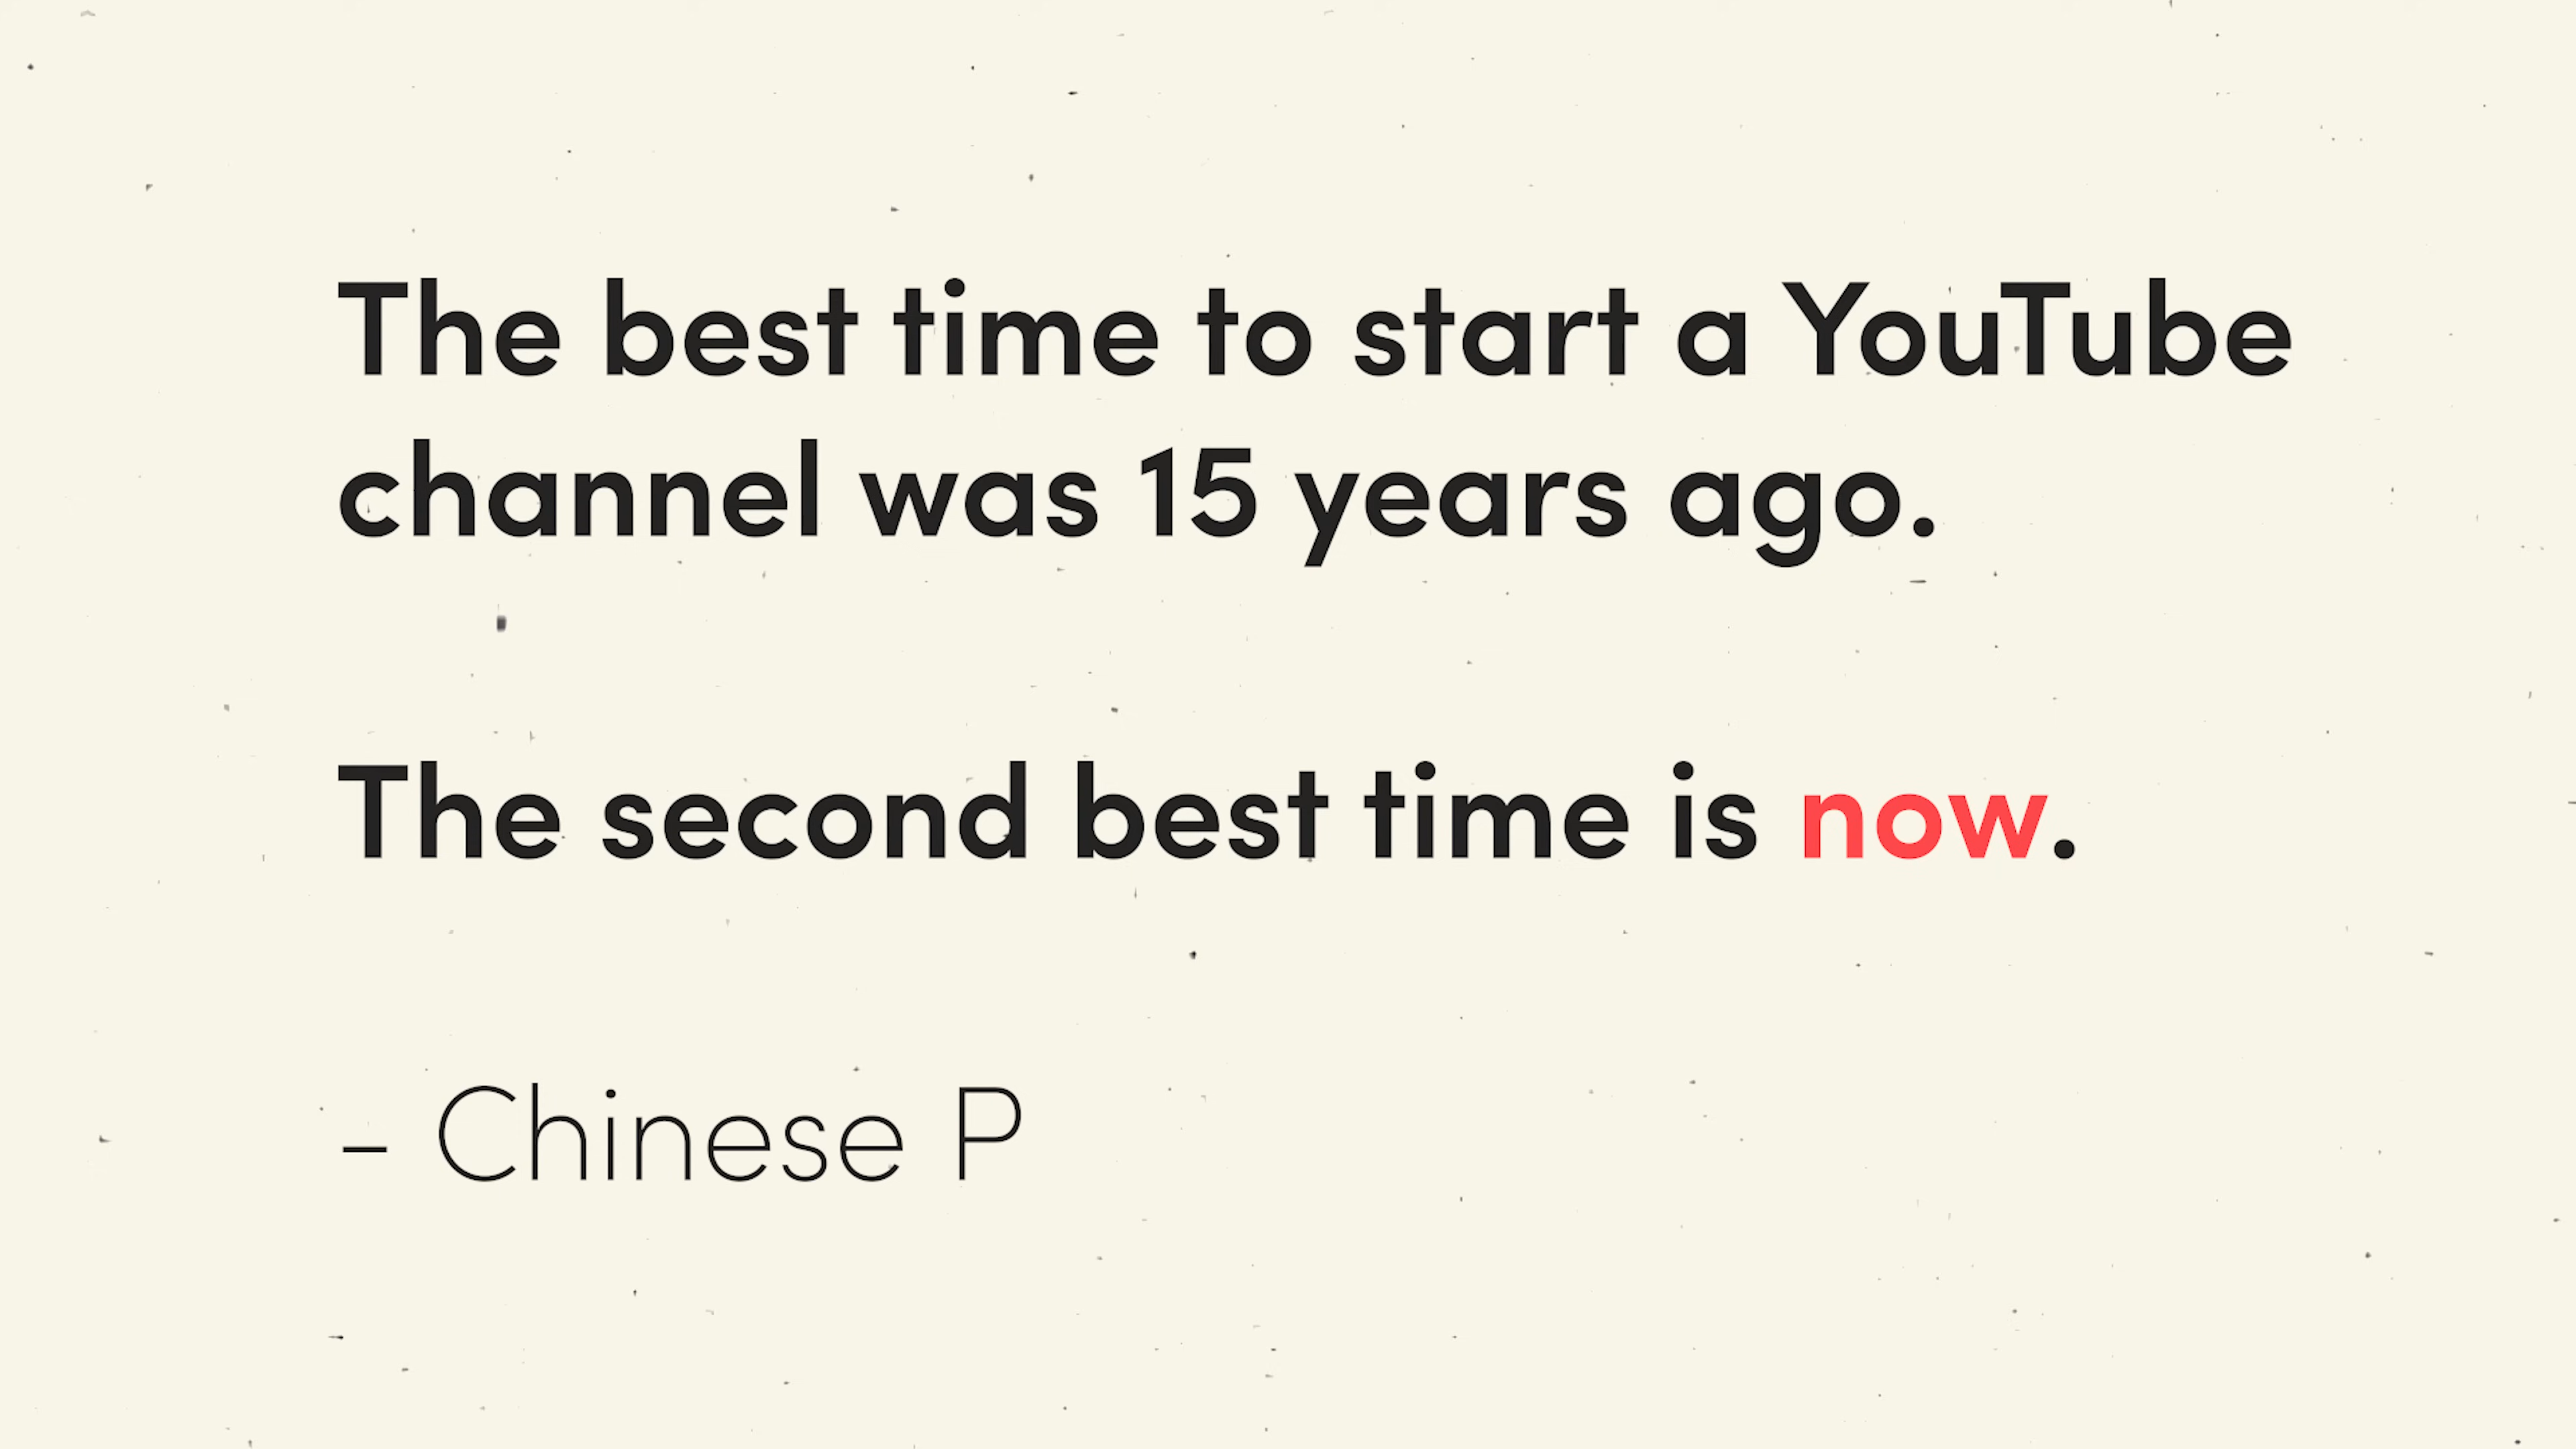 The best time to start a YouTube
channel was 15 years ago.
The second best time is now.
– Chinese P